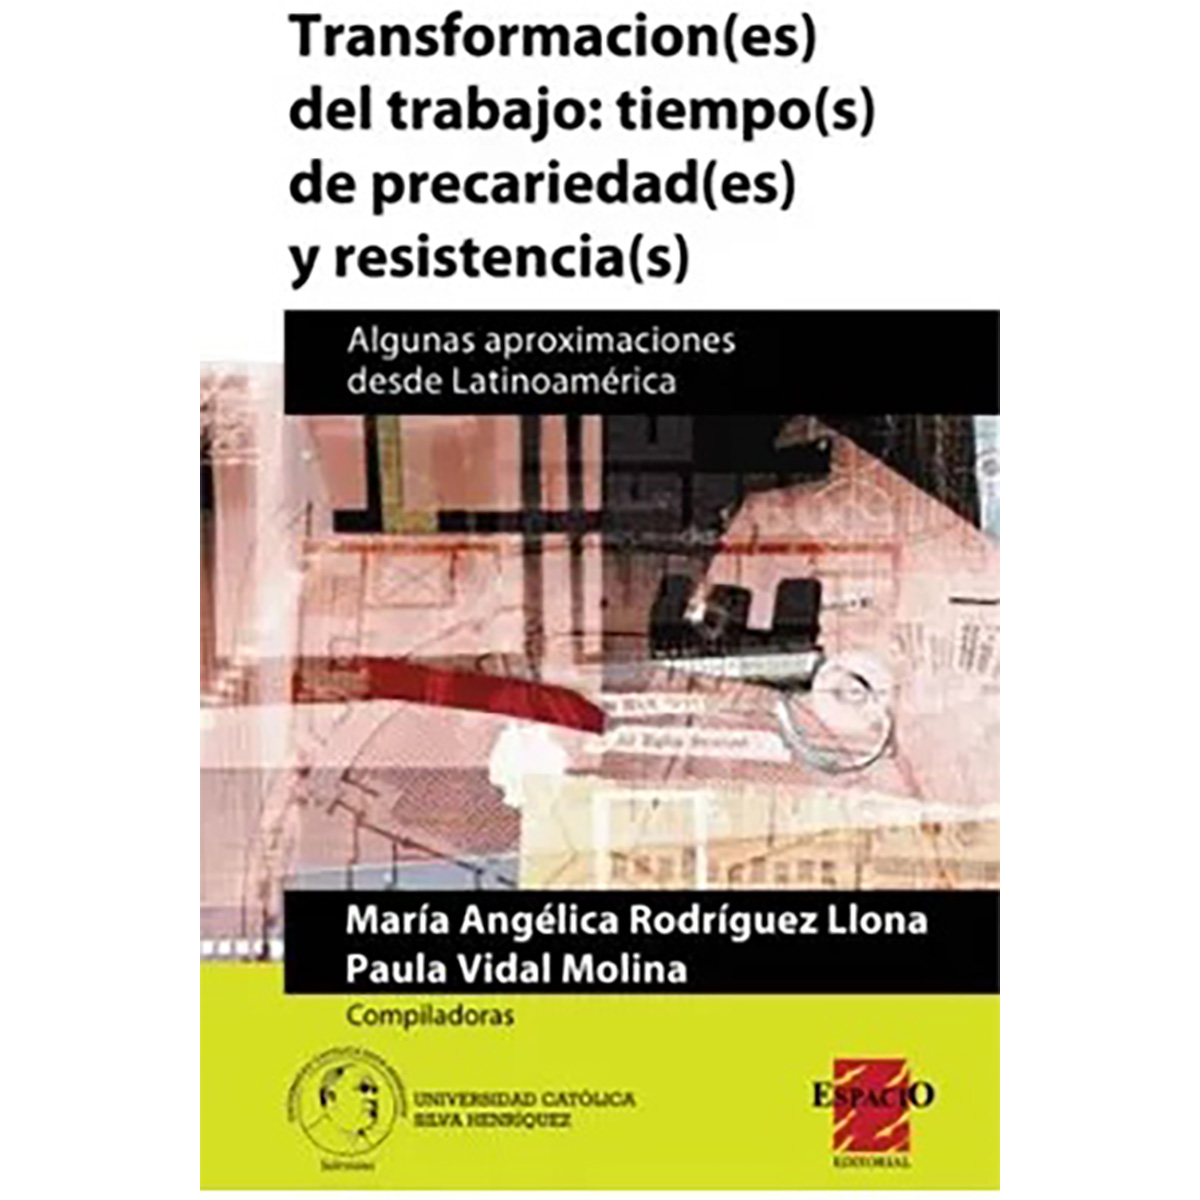 Transformacion(es)
del trabajo: tiempo(s)
de precariedad(es)
y resistencia(s)
Algunas aproximaciones
desde Latinoamérica
E
María Angélica Rodríguez Llona
Paula Vidal Molina
Compiladoras
UNIVERSIDAD CATÓLICA
SILVA HENRÍQUEZ
ESPACIO
EDITORIAL